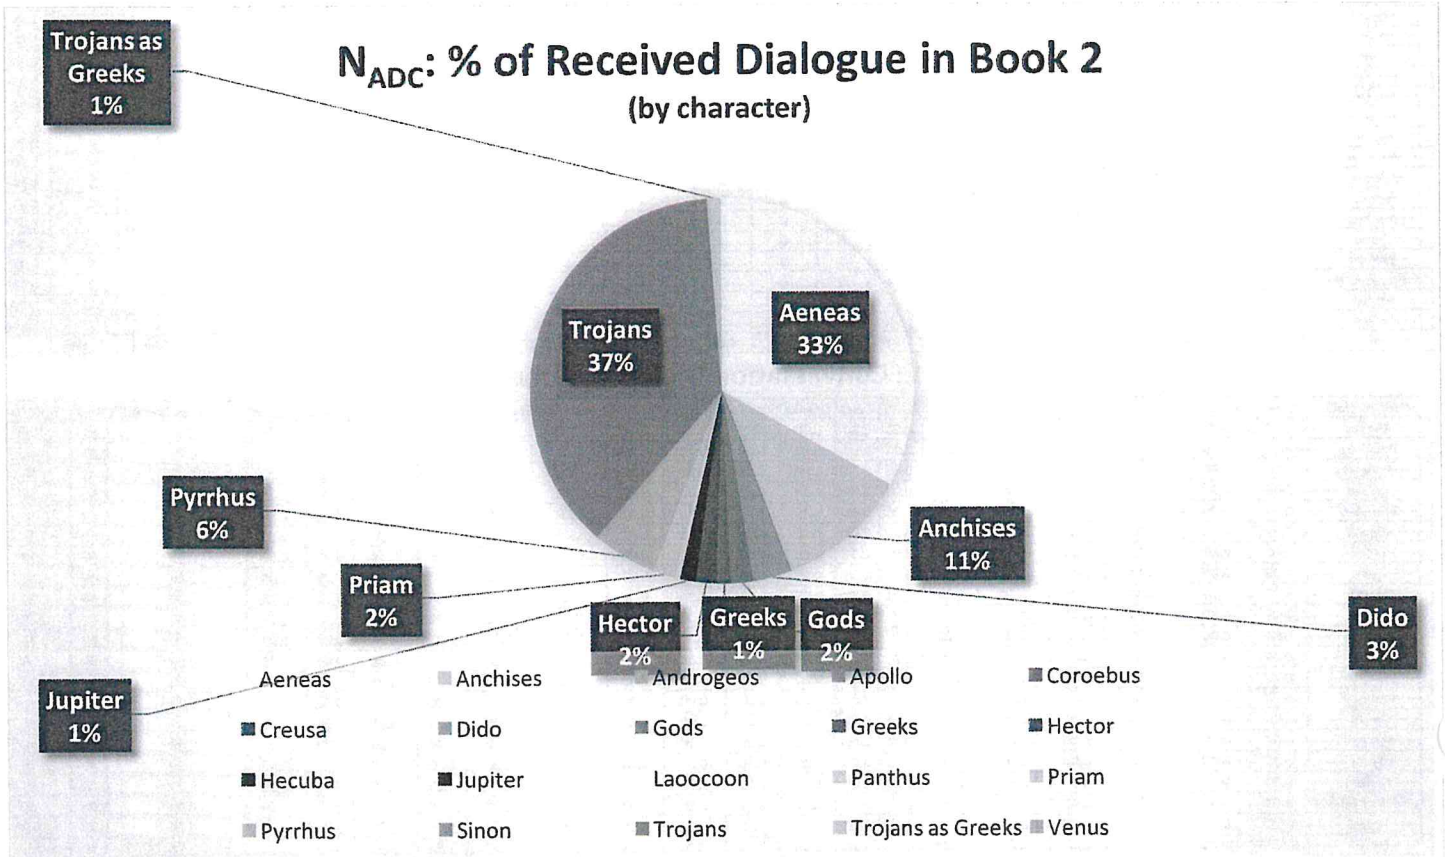 N_ADC: % of Received Dialogue in Book 2
(by character)
Trojans as
Greeks
1%
Aeneas
33%
Trojans
37%
Pyrrhus
6%
Anchises
11%
Priam
2%
Hector
2%
Greeks
1%
Gods
2%
Dido
3%
Jupiter
1%
Aeneas Anchises Androgeos Apollo Coroebus
Creusa Dido Gods Greeks Hector
Hecuba Jupiter Laoocoon Panthus Priam
Pyrrhus Sinon Trojans Trojans as Greeks Venus